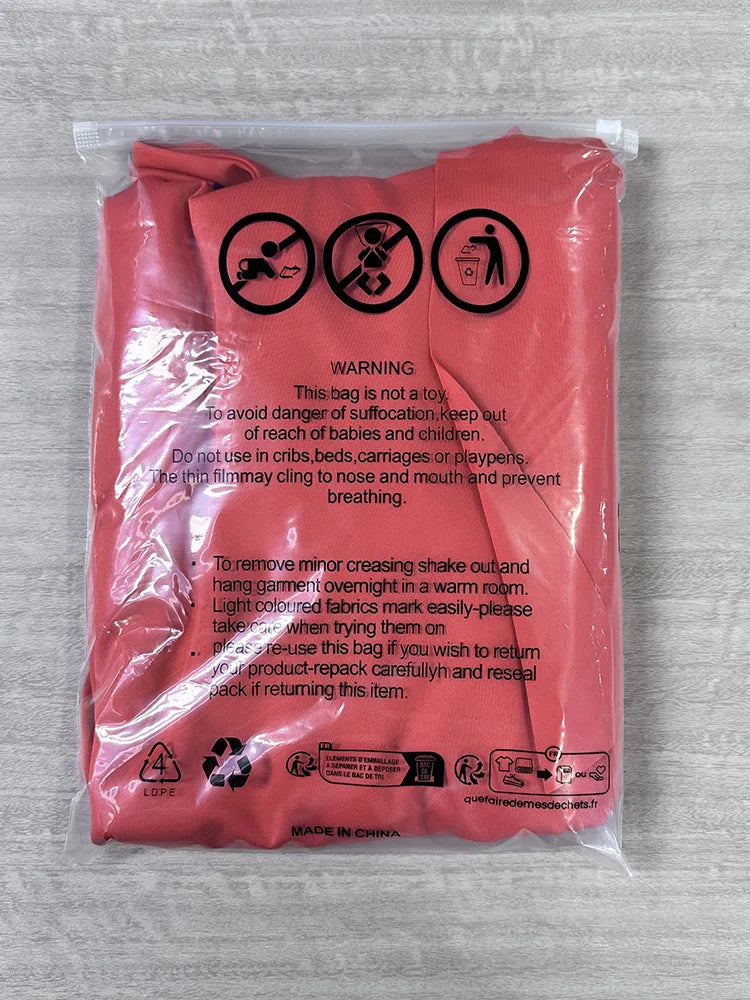 WARNING
This bag is not a toy.
To avoid danger of suffocation,keep out
of reach of babies and children.
Do not use in cribs,beds,carriages or playpens.
The thin filmmay cling to nose and mouth and prevent
breathing.
To remove minor creasing shake out and
hang garment overnight in a warm room.
Light coloured fabrics mark easily-please
take care when trying them on
please re-use this bag if you wish to return
your product-repack carefullyh and reseal
pack if returning this item.
4
L.D.P.E
FR
ELEMENTS D'EMBALLAGE
A SÉPARER ET À DÉPOSER
DANS LE BAC DE TRI
BAC
DE
TRI
FR
ou
quefairedemesdechets.fr
MADE IN CHINA